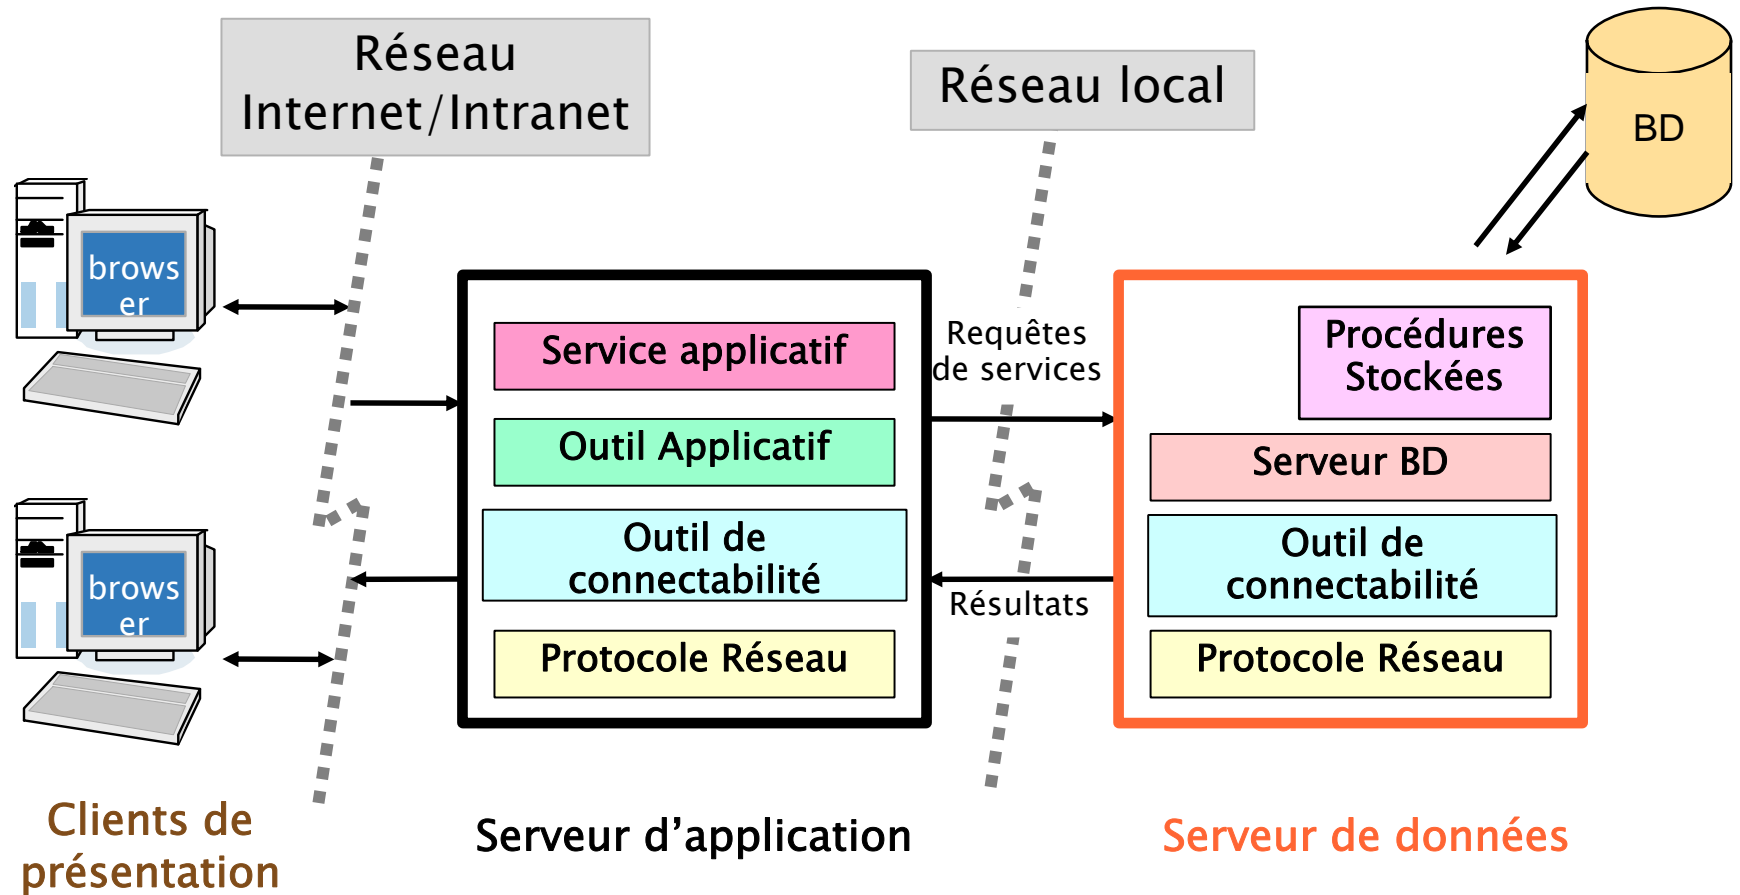 Réseau
Internet/Intranet
Réseau local
BD
brows
er
brows
er
Service applicatif
Outil Applicatif
Outil de
connectabilité
Protocole Réseau
Requêtes
de services
Résultats
Procédures
Stockées
Serveur BD
Outil de
connectabilité
Protocole Réseau
Clients de
présentation
Serveur d’application
Serveur de données